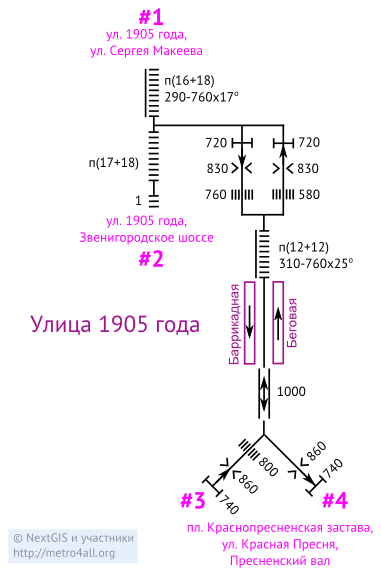 #1
ул. 1905 года,
ул. Сергея Макеева
п(16+18)
290-760x17°
720
720
830
830
п(17+18)
760
580
1
ул. 1905 года,
Звенигородское шоссе
#2
п(12+12)
310-760x25°
Улица 1905 года
Баррикадная
Беговая
1000
800
860
860
740
740
#3
#4
пл. Краснопресненская застава,
ул. Красная Пресня,
Пресненский вал
© NextGIS и участники
http://metro4all.org